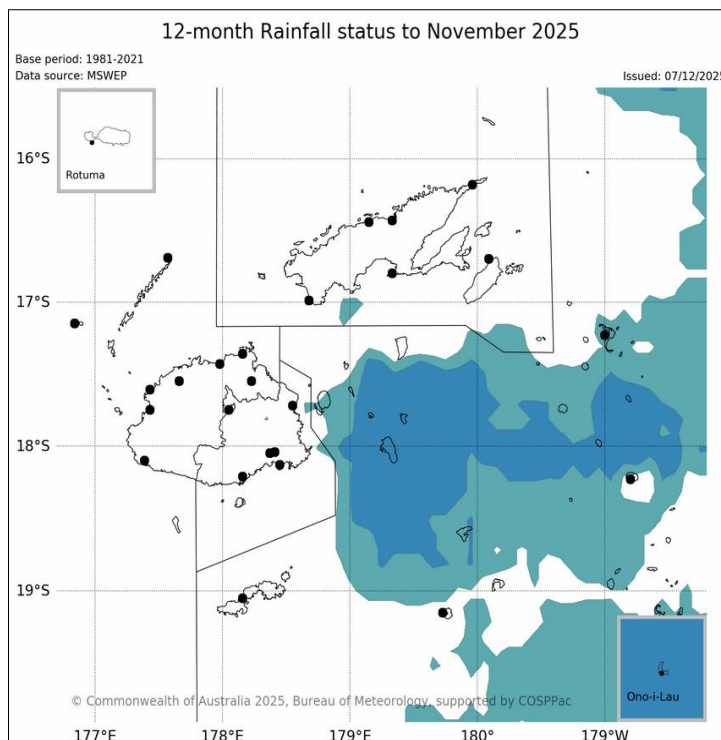 12-month Rainfall status to November 2025
Base period: 1981-2021
Data source: MSWEP
Issued: 07/12/2025
16°S
Rotuma
17°S
18°S
19°S
Ono-i-Lau
© Commonwealth of Australia 2025, Bureau of Meteorology, supported by COSPPac
177°E 178°E 179°E 180° 179°W